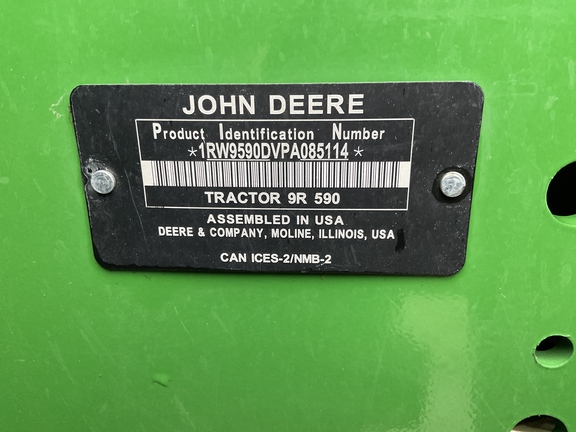 JOHN DEERE
Product Identification Number
*1RW9590DVPA085114*
TRACTOR 9R 590
ASSEMBLED IN USA
DEERE & COMPANY, MOLINE, ILLINOIS, USA
CAN ICES-2/NMB-2